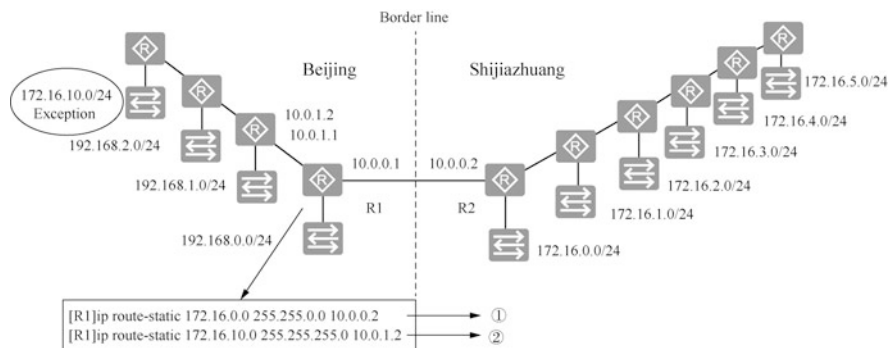 Border line
Beijing
Shijiazhuang
R
R
R
R
R
R
R
R
R
R
172.16.10.0/24
Exception
192.168.2.0/24
192.168.1.0/24
192.168.0.0/24
10.0.1.2
10.0.1.1
10.0.0.1
10.0.0.2
R1
R2
172.16.5.0/24
172.16.4.0/24
172.16.3.0/24
172.16.2.0/24
172.16.1.0/24
172.16.0.0/24
[R1]ip route-static 172.16.0.0 255.255.0.0 10.0.0.2
①
[R1]ip route-static 172.16.10.0 255.255.255.0 10.0.1.2
②